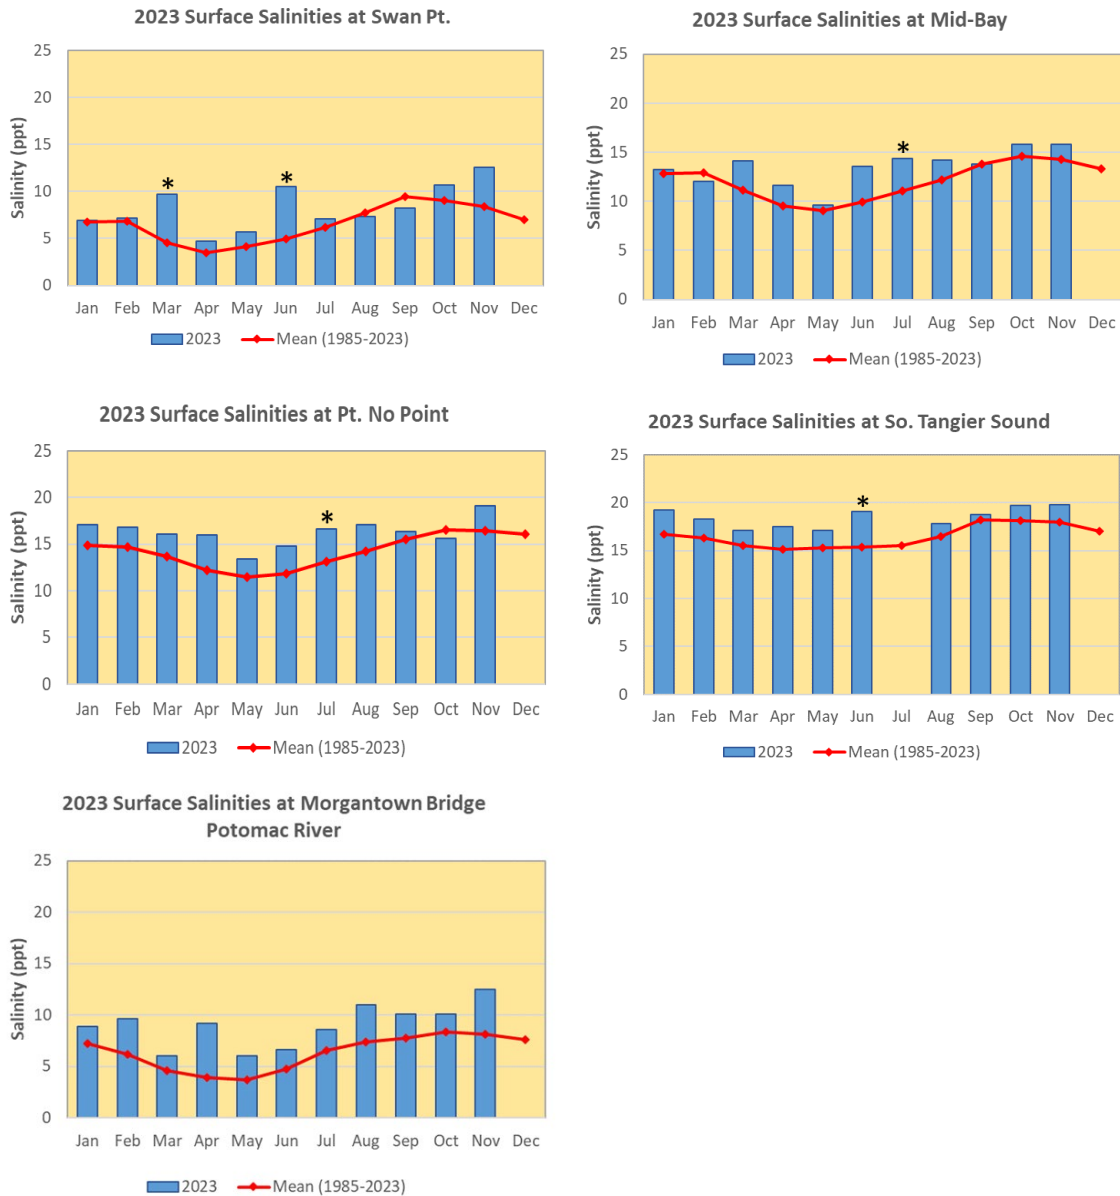 2023 Surface Salinities at Swan Pt.
Salinity (ppt)
25
20
15
10
5
0
*
*
Jan Feb Mar Apr May Jun Jul Aug Sep Oct Nov Dec
2023 Mean (1985-2023)
2023 Surface Salinities at Mid-Bay
Salinity (ppt)
25
20
15
10
5
0
*
Jan Feb Mar Apr May Jun Jul Aug Sep Oct Nov Dec
2023 Mean (1985-2023)
2023 Surface Salinities at Pt. No Point
Salinity (ppt)
25
20
15
10
5
0
*
Jan Feb Mar Apr May Jun Jul Aug Sep Oct Nov Dec
2023 Mean (1985-2023)
2023 Surface Salinities at So. Tangier Sound
Salinity (ppt)
25
20
15
10
5
0
*
Jan Feb Mar Apr May Jun Jul Aug Sep Oct Nov Dec
2023 Mean (1985-2023)
2023 Surface Salinities at Morgantown Bridge
Potomac River
Salinity (ppt)
25
20
15
10
5
0
Jan Feb Mar Apr May Jun Jul Aug Sep Oct Nov Dec
2023 Mean (1985-2023)